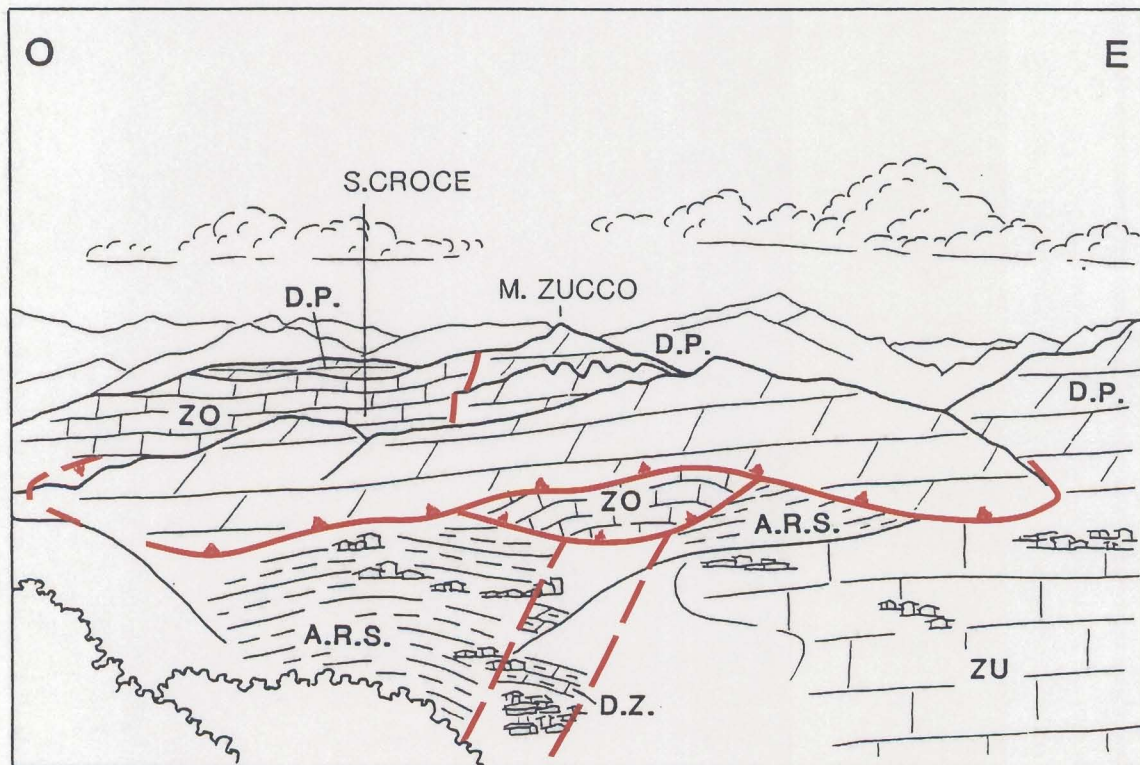 O
E
S.CROCE
D.P.
M. ZUCCO
D.P.
D.P.
ZO
ZO
A.R.S.
A.R.S.
ZU
D.Z.